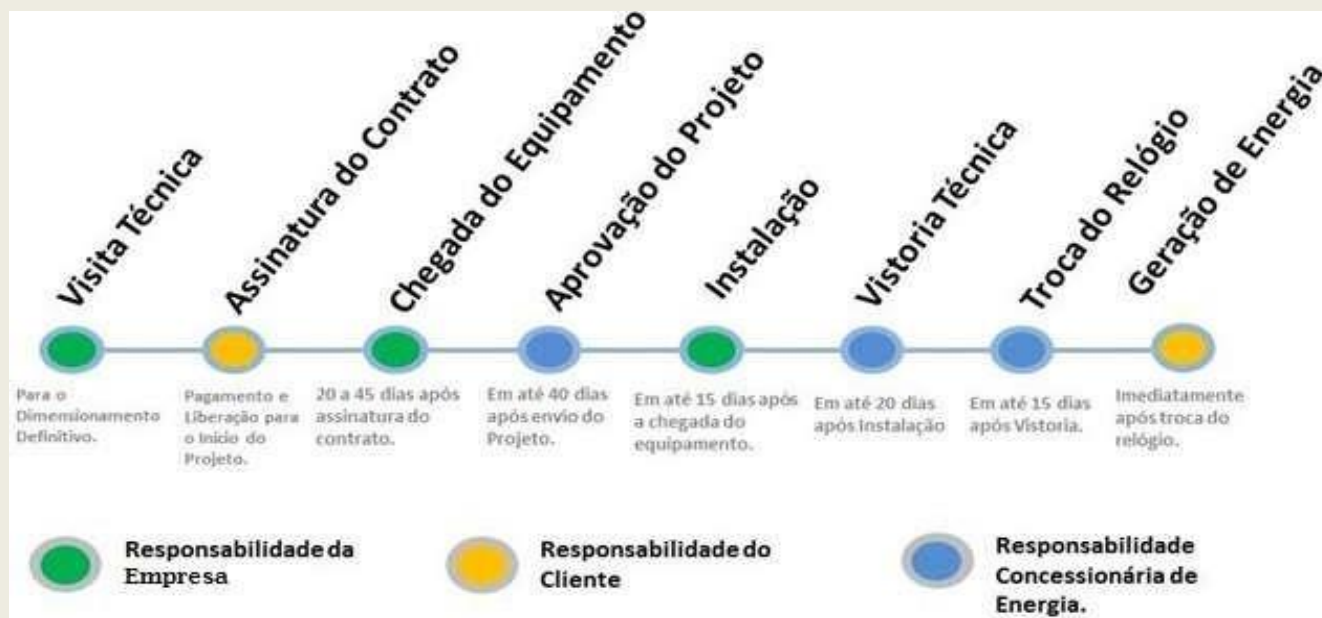 Visita Técnica
Assinatura do Contrato
Chegada do Equipamento
Aprovação do Projeto
Instalação
Vistoria Técnica
Troca do Relógio
Geração de Energia
Para o
Dimemionamento
Definitivo.
Pagamento e
Liberação para
o Início do
Projeto.
20 a 45 dias após
assinatura do
contrato.
Em até 40 dias
após envio do
Projeto.
Em até 15 dias após
a chegada do
equipamento.
Em até 20 dias
após Instalação
Em até 15 dias
após Vistoria.
Imediatamente
após troca do
relógio.
Responsabilidade da
Empresa
Responsabilidade do
Cliente
Responsabilidade
Concessionária de
Energia.